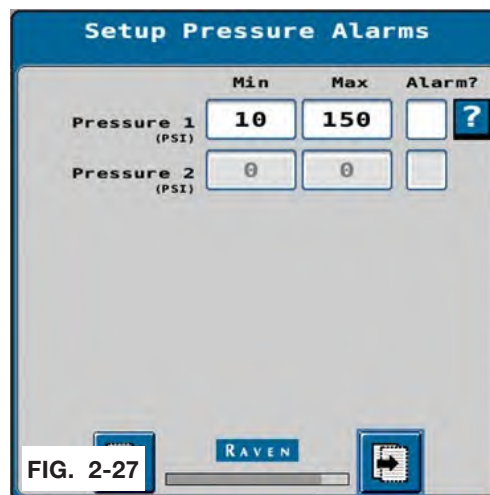 Setup Pressure Alarms
Min Max Alarm?
Pressure 1 10 150 ?
(PSI)
Pressure 2 0 0
(PSI)
RAVEN
FIG. 2-27